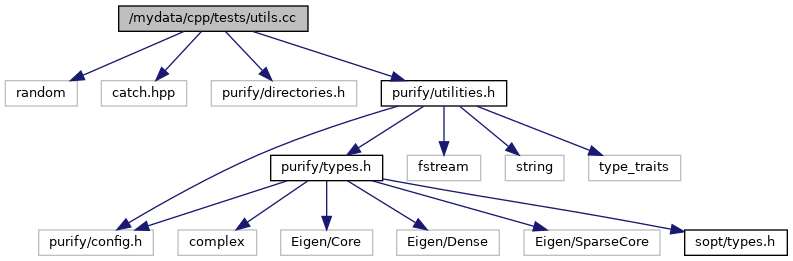 /mydata/cpp/tests/utils.cc
random
catch.hpp
purify/directories.h
purify/utilities.h
purify/types.h
fstream
string
type_traits
purify/config.h
complex
Eigen/Core
Eigen/Dense
Eigen/SparseCore
sopt/types.h